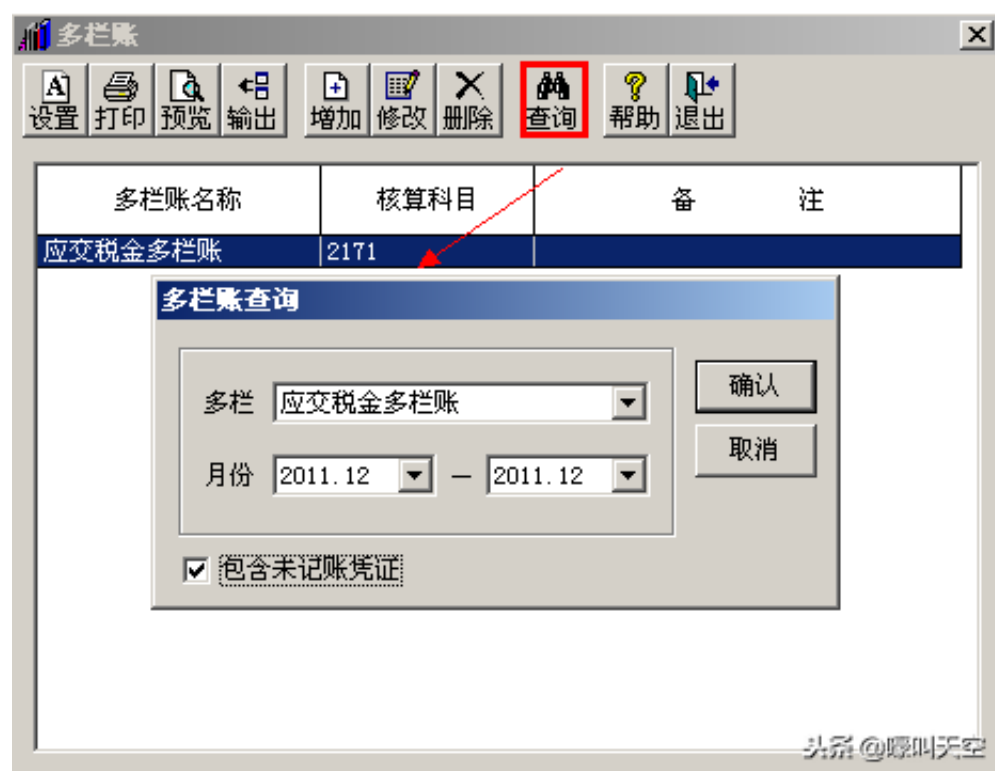 多栏账
设置 打印 预览 输出 增加 修改 删除 查询 帮助 退出
多栏账名称 核算科目 备 注
应交税金多栏账 2171
多栏账查询
多栏 应交税金多栏账 确认
取消
月份 2011.12 — 2011.12
包含未记账凭证
头条 @嚎叫天空